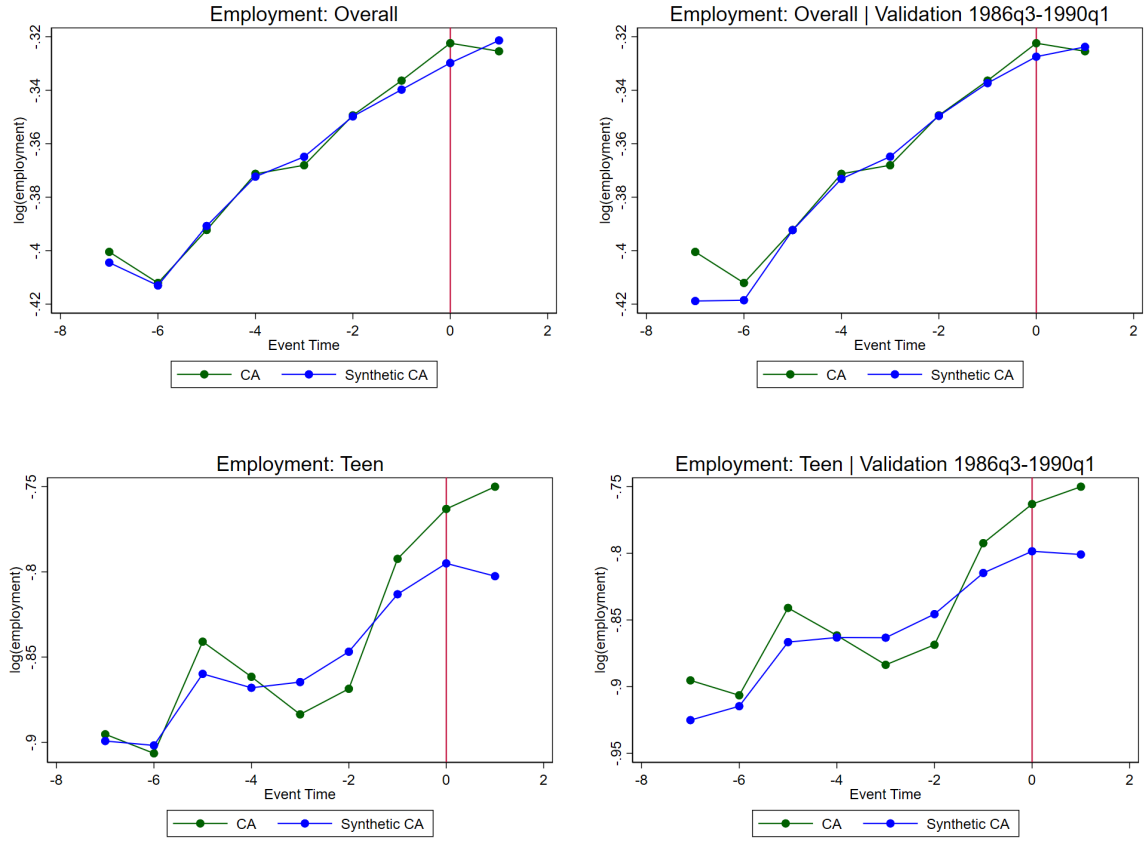 Employment: Overall
log(employment)
-.32
-.34
-.36
-.38
-.4
-.42
-8 -6 -4 -2 0 2
Event Time
CA Synthetic CA
Employment: Overall | Validation 1986q3-1990q1
log(employment)
-.32
-.34
-.36
-.38
-.4
-.42
-8 -6 -4 -2 0 2
Event Time
CA Synthetic CA
Employment: Teen
log(employment)
-.75
-.8
-.85
-.9
-8 -6 -4 -2 0 2
Event Time
CA Synthetic CA
Employment: Teen | Validation 1986q3-1990q1
log(employment)
-.75
-.8
-.85
-.9
-.95
-8 -6 -4 -2 0 2
Event Time
CA Synthetic CA